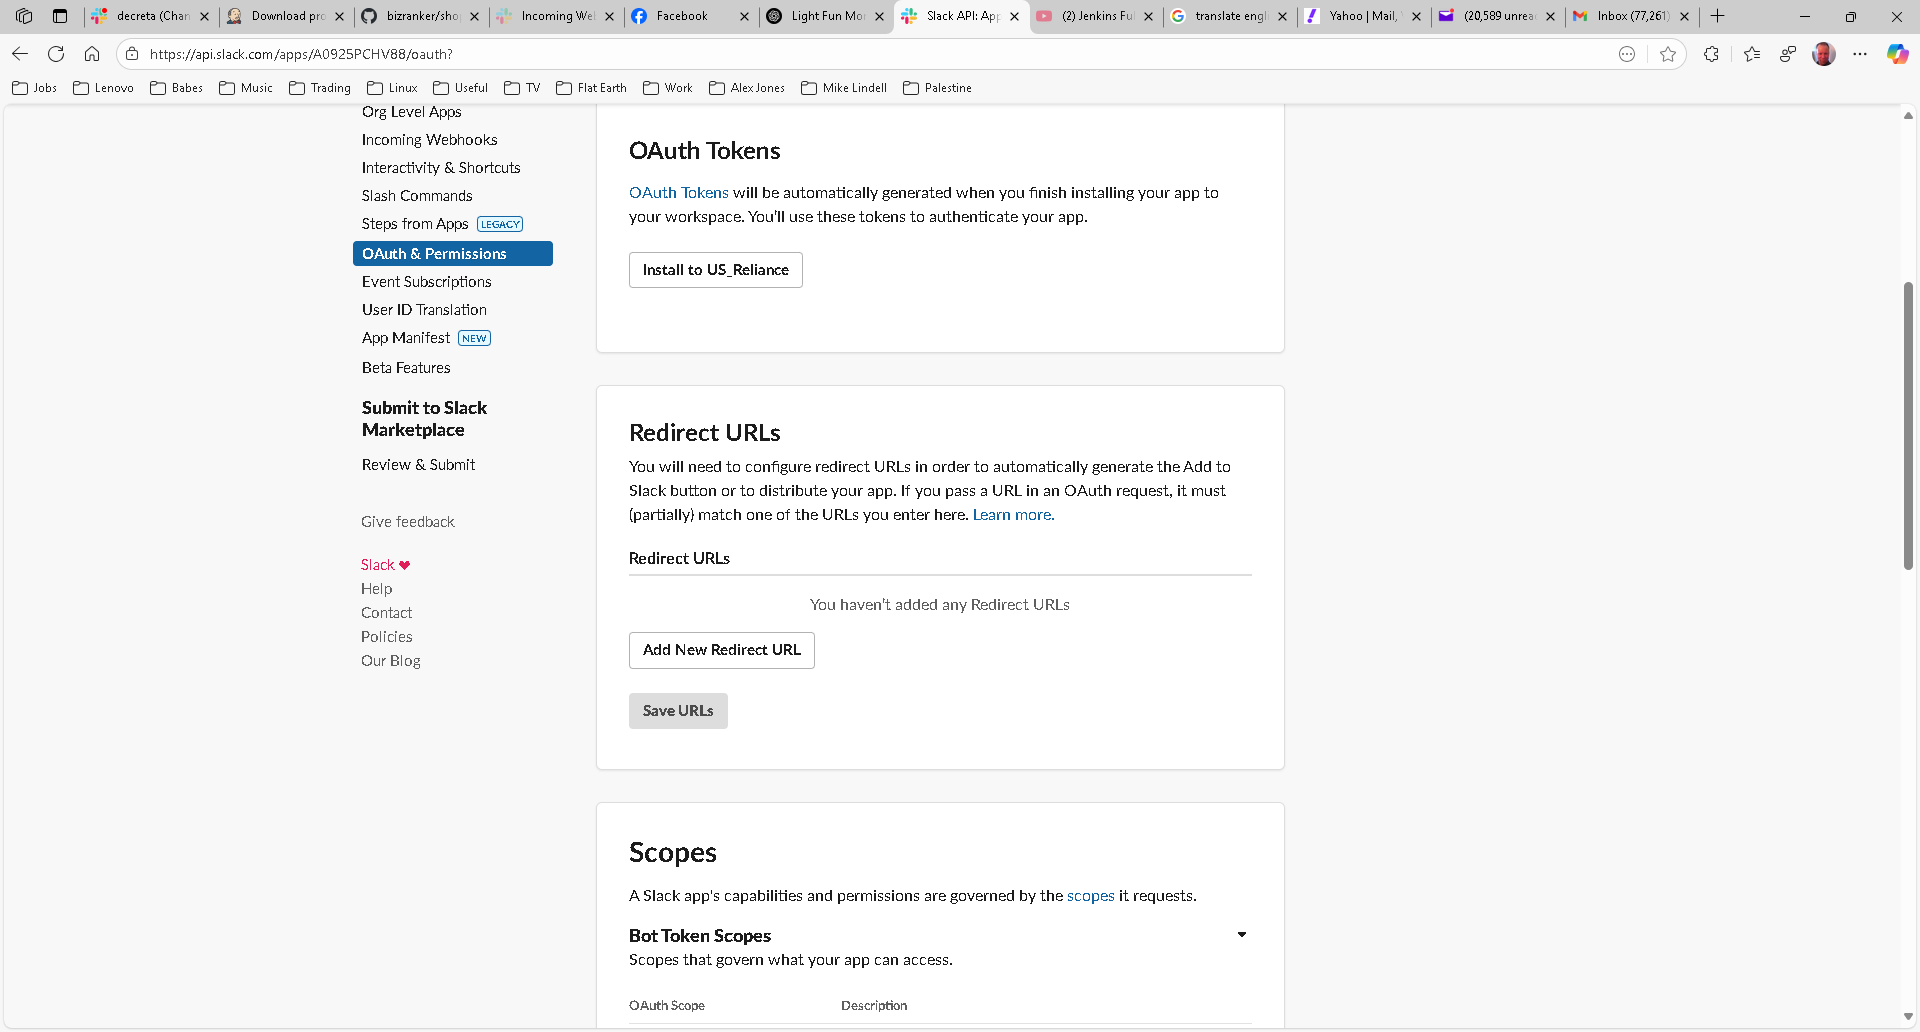 decreta (Chan
Download pro
bizranker/sho
Incoming We
Facebook
Light Fun Mo
Slack API: App
(2) Jenkins Ful
translate engli
Yahoo | Mail,
(20,589 unrea
Inbox (77,261)
https://api.slack.com/apps/A0925PCHV88/oauth?
Jobs
Lenovo
Babes
Music
Trading
Linux
Useful
TV
Flat Earth
Work
Alex Jones
Mike Lindell
Palestine
Org Level Apps
Incoming Webhooks
Interactivity & Shortcuts
Slash Commands
Steps from Apps LEGACY
OAuth & Permissions
Event Subscriptions
User ID Translation
App Manifest NEW
Beta Features
Submit to Slack
Marketplace
Review & Submit
Give feedback
Slack
Help
Contact
Policies
Our Blog
OAuth Tokens
OAuth Tokens will be automatically generated when you finish installing your app to
your workspace. You'll use these tokens to authenticate your app.
Install to US_Reliance
Redirect URLs
You will need to configure redirect URLs in order to automatically generate the Add to
Slack button or to distribute your app. If you pass a URL in an OAuth request, it must
(partially) match one of the URLs you enter here. Learn more.
Redirect URLs
You haven't added any Redirect URLs
Add New Redirect URL
Save URLs
Scopes
A Slack app's capabilities and permissions are governed by the scopes it requests.
Bot Token Scopes
Scopes that govern what your app can access.
OAuth Scope
Description